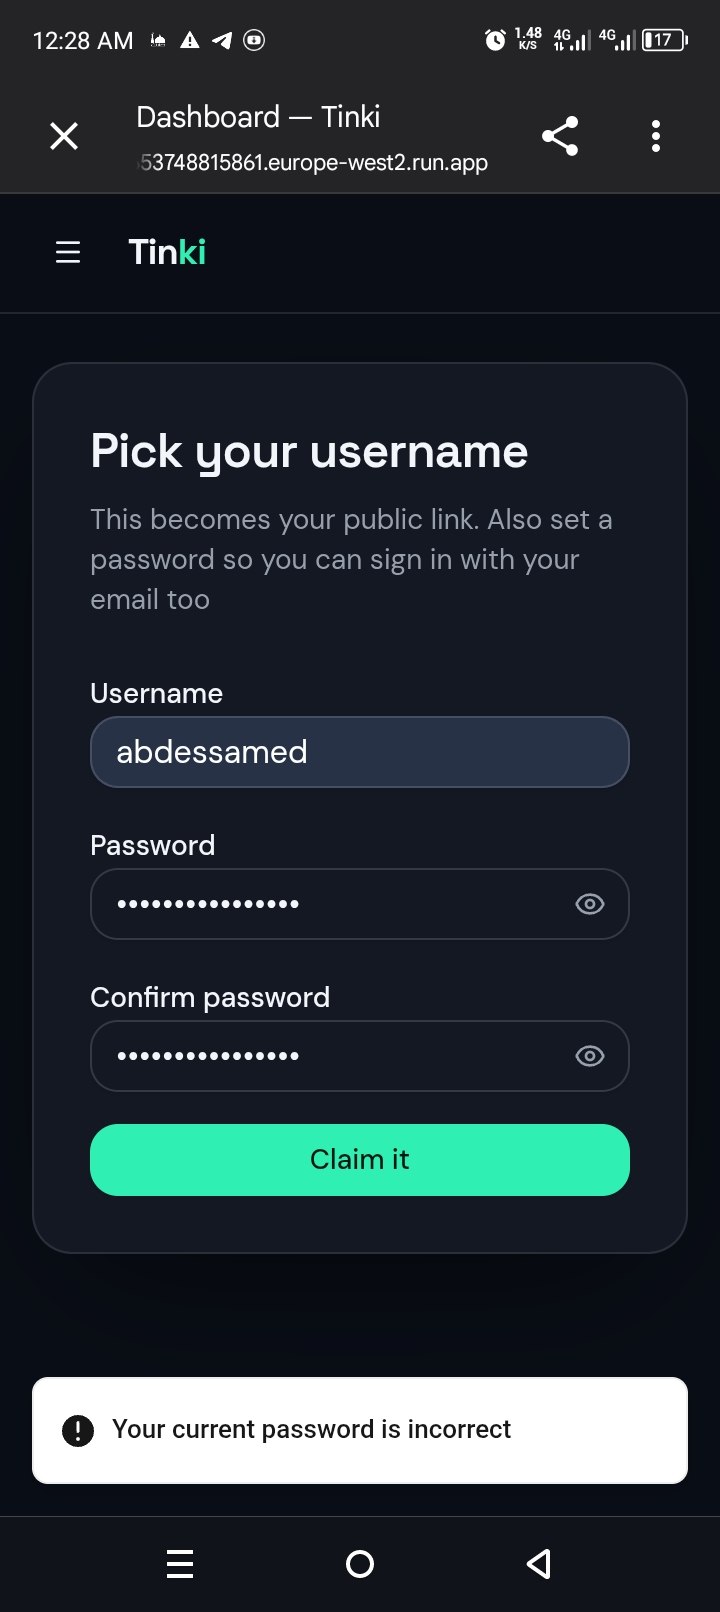 12:28 AM
1.48
K/S
4G
4G
17
Dashboard — Tinki
53748815861.europe-west2.run.app
Tinki
Pick your username
This becomes your public link. Also set a
password so you can sign in with your
email too
Username
abdessamed
Password
••••••••••••••••
Confirm password
••••••••••••••••
Claim it
Your current password is incorrect